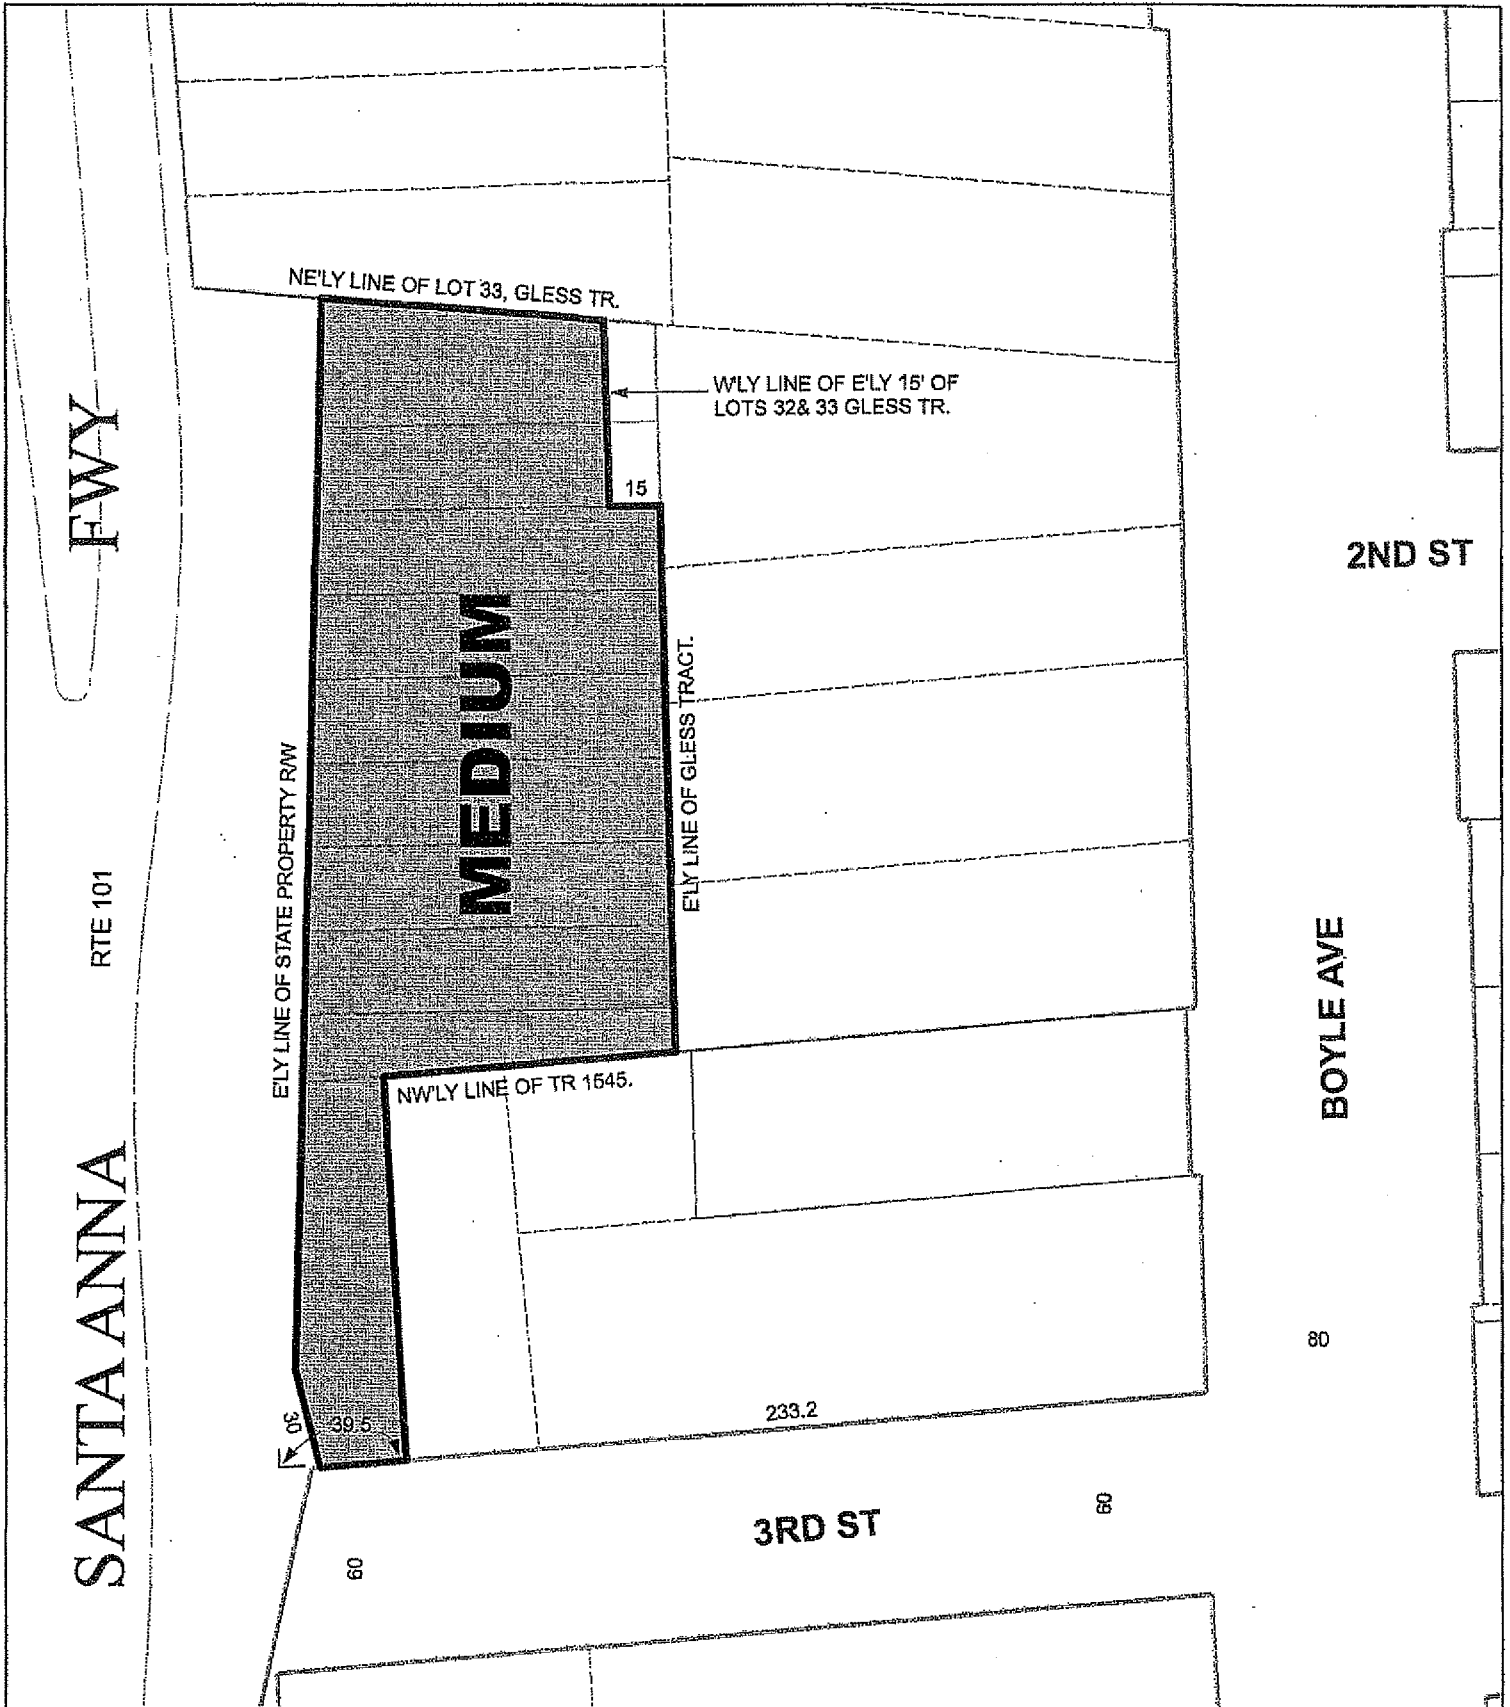 NE'LY LINE OF LOT 33, GLESS TR.
W'LY LINE OF E'LY 15' OF
LOTS 32& 33 GLESS TR.
15
FWY
2ND ST
MEDIUM
E'LY LINE OF GLESS TRACT.
E'LY LINE OF STATE PROPERTY R/W
RTE 101
BOYLE AVE
NW'LY LINE OF TR 1545.
SANTA ANNA
80
30
39.5
233.2
3RD ST
60
60